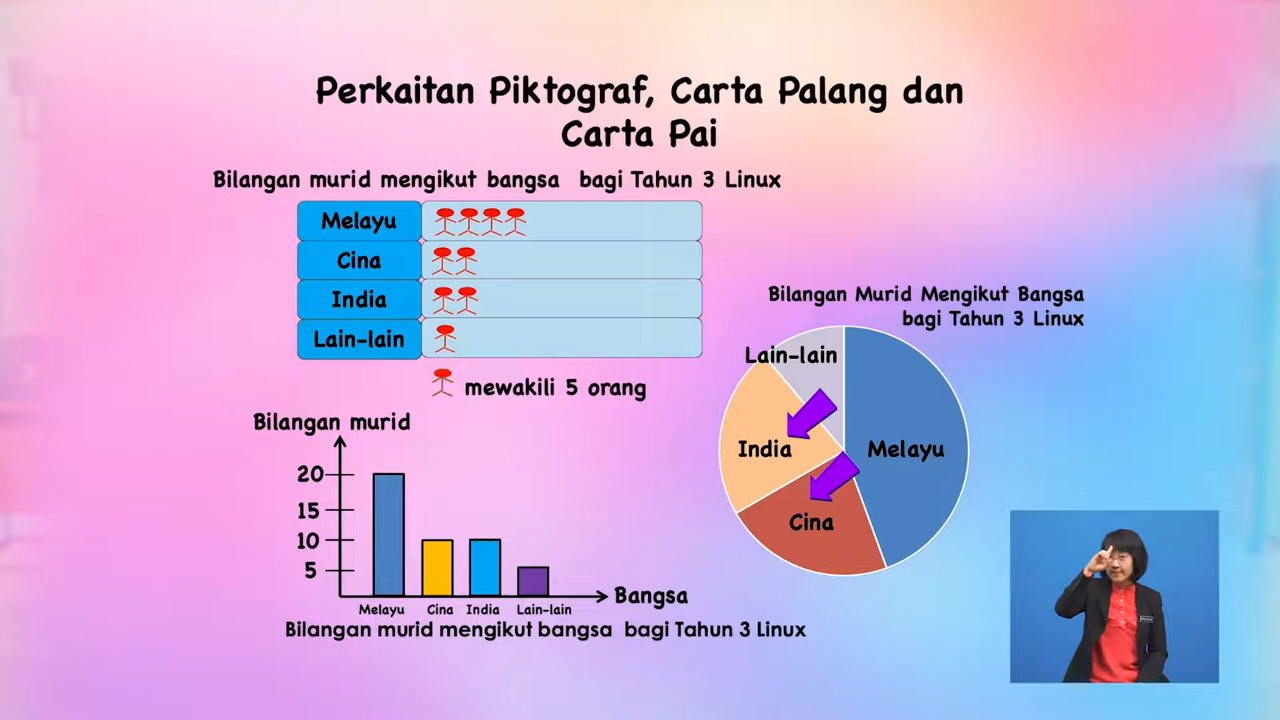 Perkaitan Piktograf, Carta Palang dan
Carta Pai
Bilangan murid mengikut bangsa bagi Tahun 3 Linux
Melayu
Cina
India
Lain-lain
mewakili 5 orang
Bilangan murid
20
15
10
5
Bangsa
Melayu Cina India Lain-lain
Bilangan murid mengikut bangsa bagi Tahun 3 Linux
Bilangan Murid Mengikut Bangsa
bagi Tahun 3 Linux
Lain-lain
India
Melayu
Cina